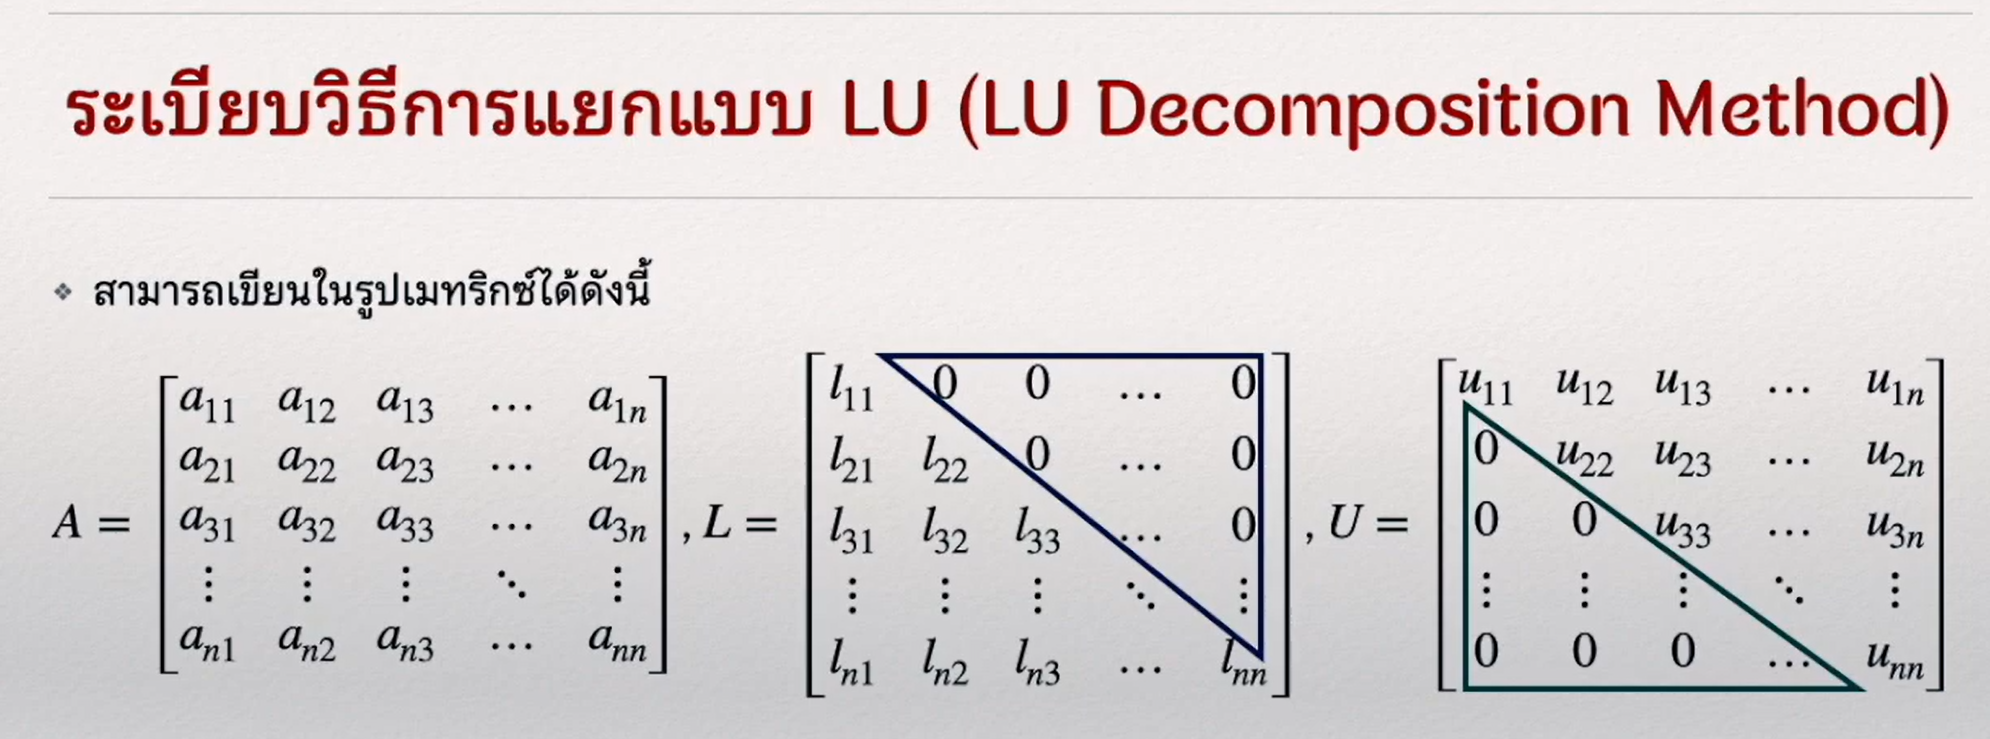 ระเบียบวิธีการแยกแบบ LU (LU Decomposition Method)
❖ สามารถเขียนในรูปเมทริกซ์ได้ดังนี้
A = [a11 a12 a13 … a1n
a21 a22 a23 … a2n
a31 a32 a33 … a3n
⋮ ⋮ ⋮ ⋱ ⋮
an1 an2 an3 … ann]
, L = [l11 0 0 … 0
l21 l22 0 … 0
l31 l32 l33 … 0
⋮ ⋮ ⋮ ⋱ ⋮
ln1 ln2 ln3 … lnn]
, U = [u11 u12 u13 … u1n
0 u22 u23 … u2n
0 0 u33 … u3n
⋮ ⋮ ⋮ ⋱ ⋮
0 0 0 … unn]